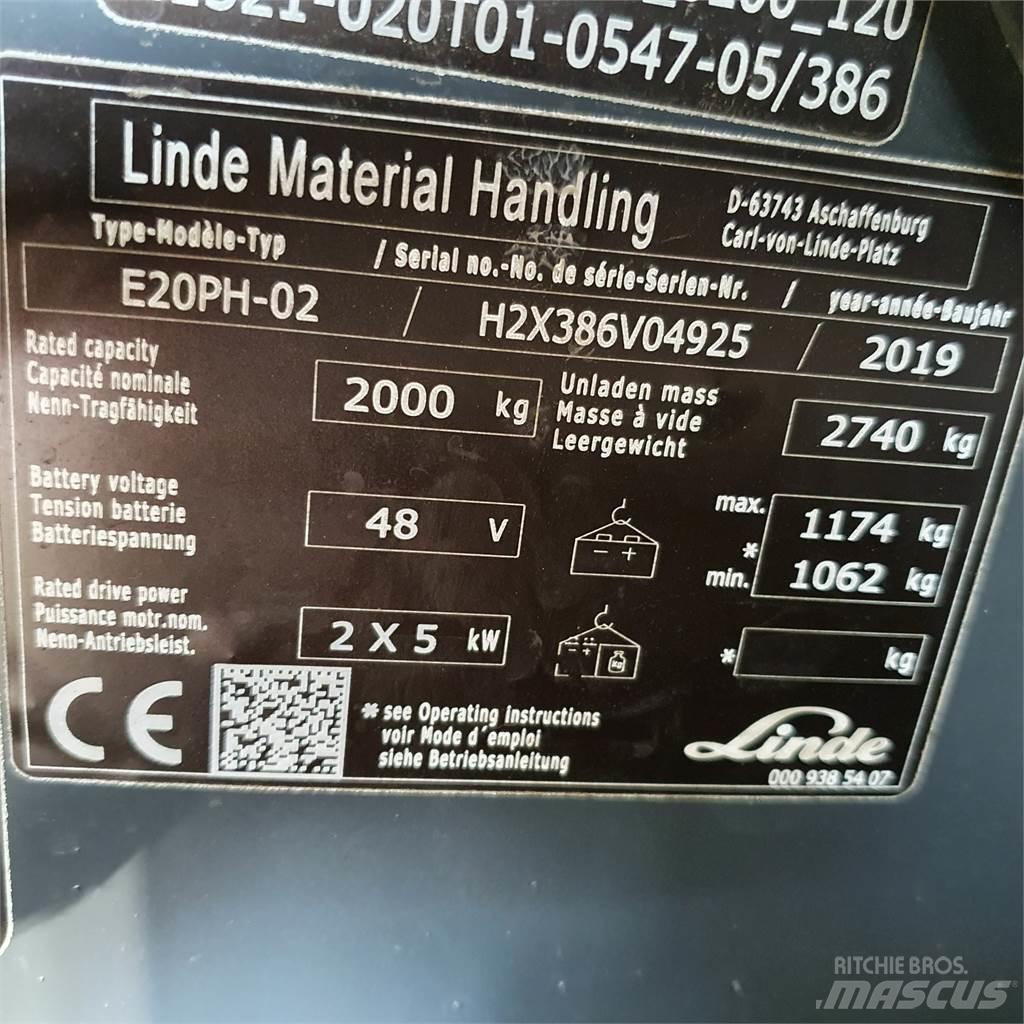 020T01-0547-05/386
Linde Material Handling
D-63743 Aschaffenburg
Carl-von-Linde-Platz
Type-Modèle-Typ / Serial no.-No. de série-Serien-Nr. / year-année-Baujahr
E20PH-02 / H2X386V04925 / 2019
Rated capacity
Capacité nominale
Nenn-Tragfähigkeit
2000 kg
Unladen mass
Masse à vide
Leergewicht
2740 kg
Battery voltage
Tension batterie
Batteriespannung
48 V
- +
max. 1174 kg
*
min. 1062 kg
Rated drive power
Puissance motr.nom.
Nenn-Antriebsleist.
2 X 5 kW
- + kg
* kg
CE
* see Operating instructions
voir Mode d´emploi
siehe Betriebsanleitung
Linde
000 938 54 07
RITCHIE BROS.
MASCUS